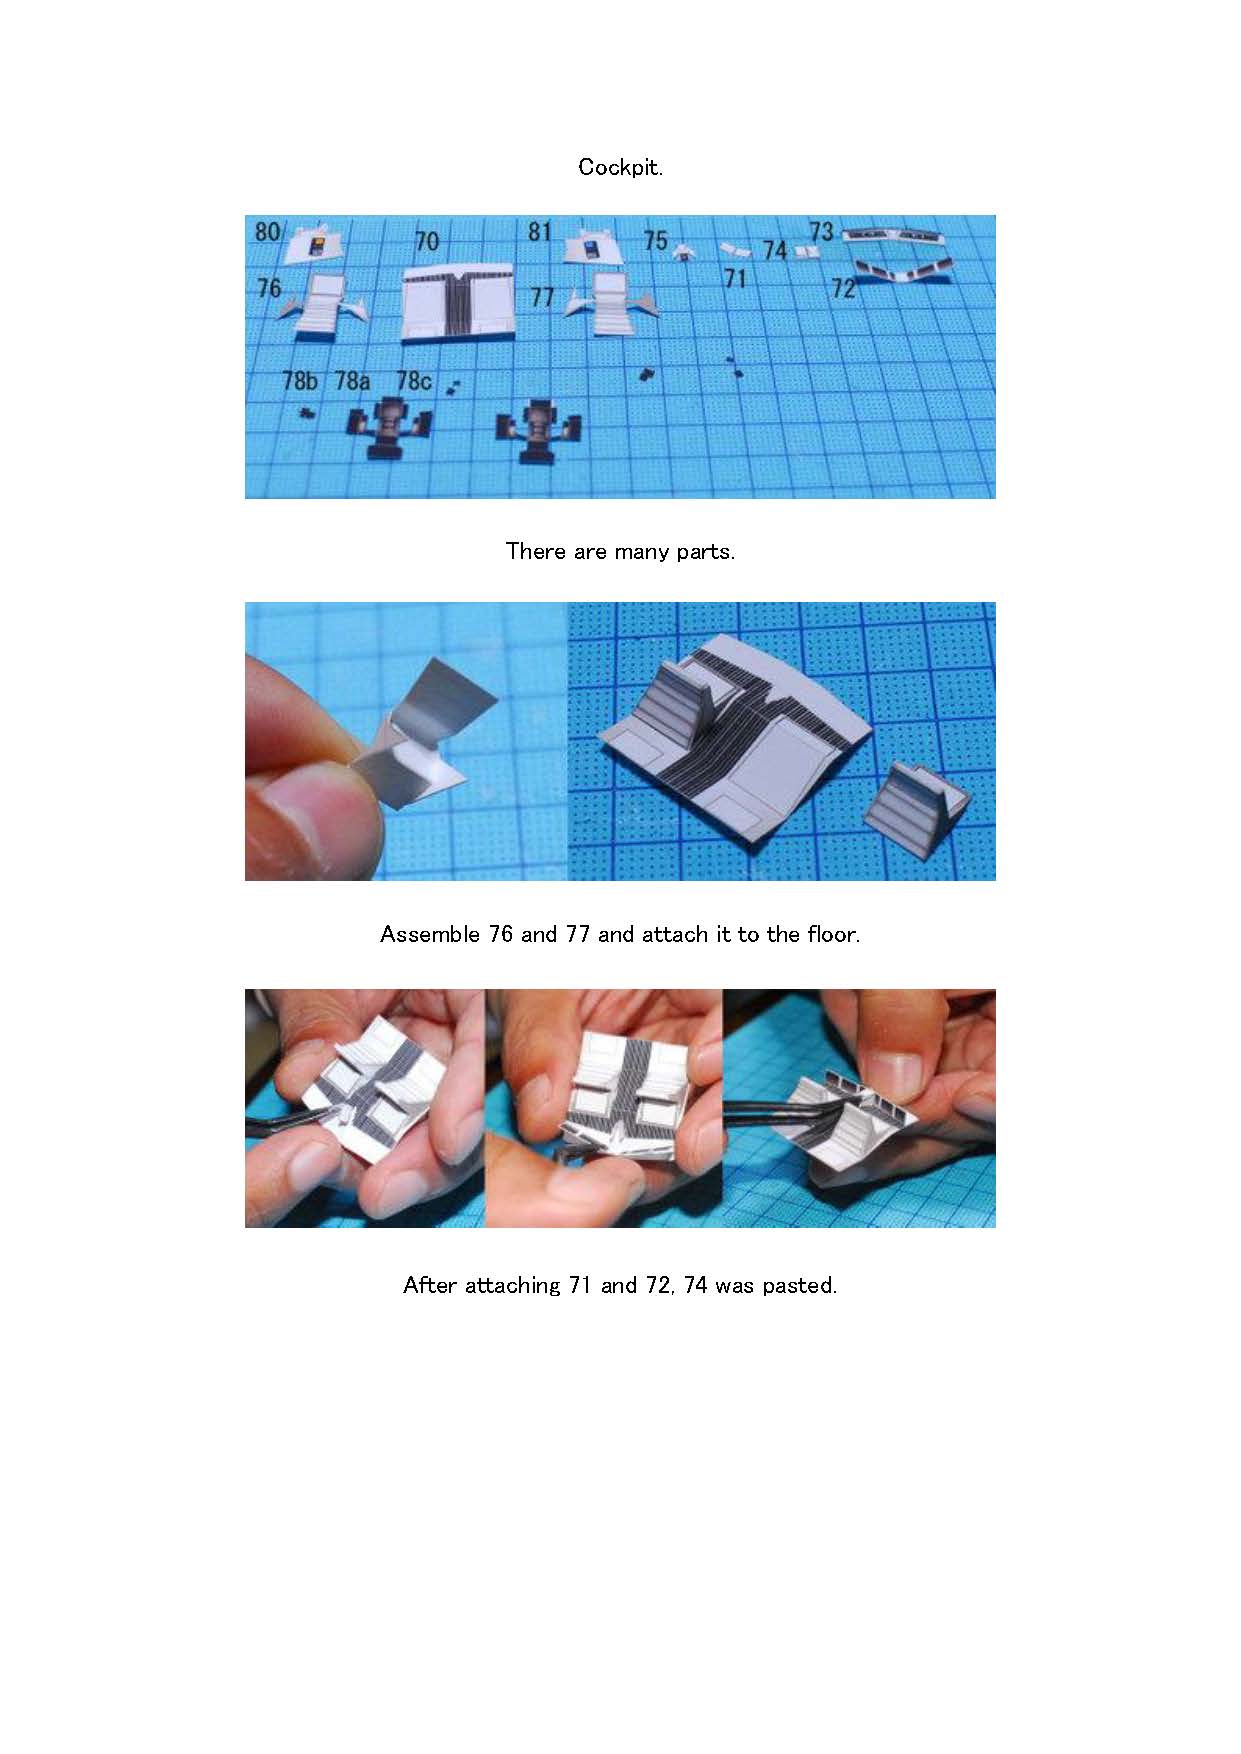 Cockpit.
80 70 81 75 74 73
76 77 71 72
78b 78a 78c
There are many parts.
Assemble 76 and 77 and attach it to the floor.
After attaching 71 and 72, 74 was pasted.